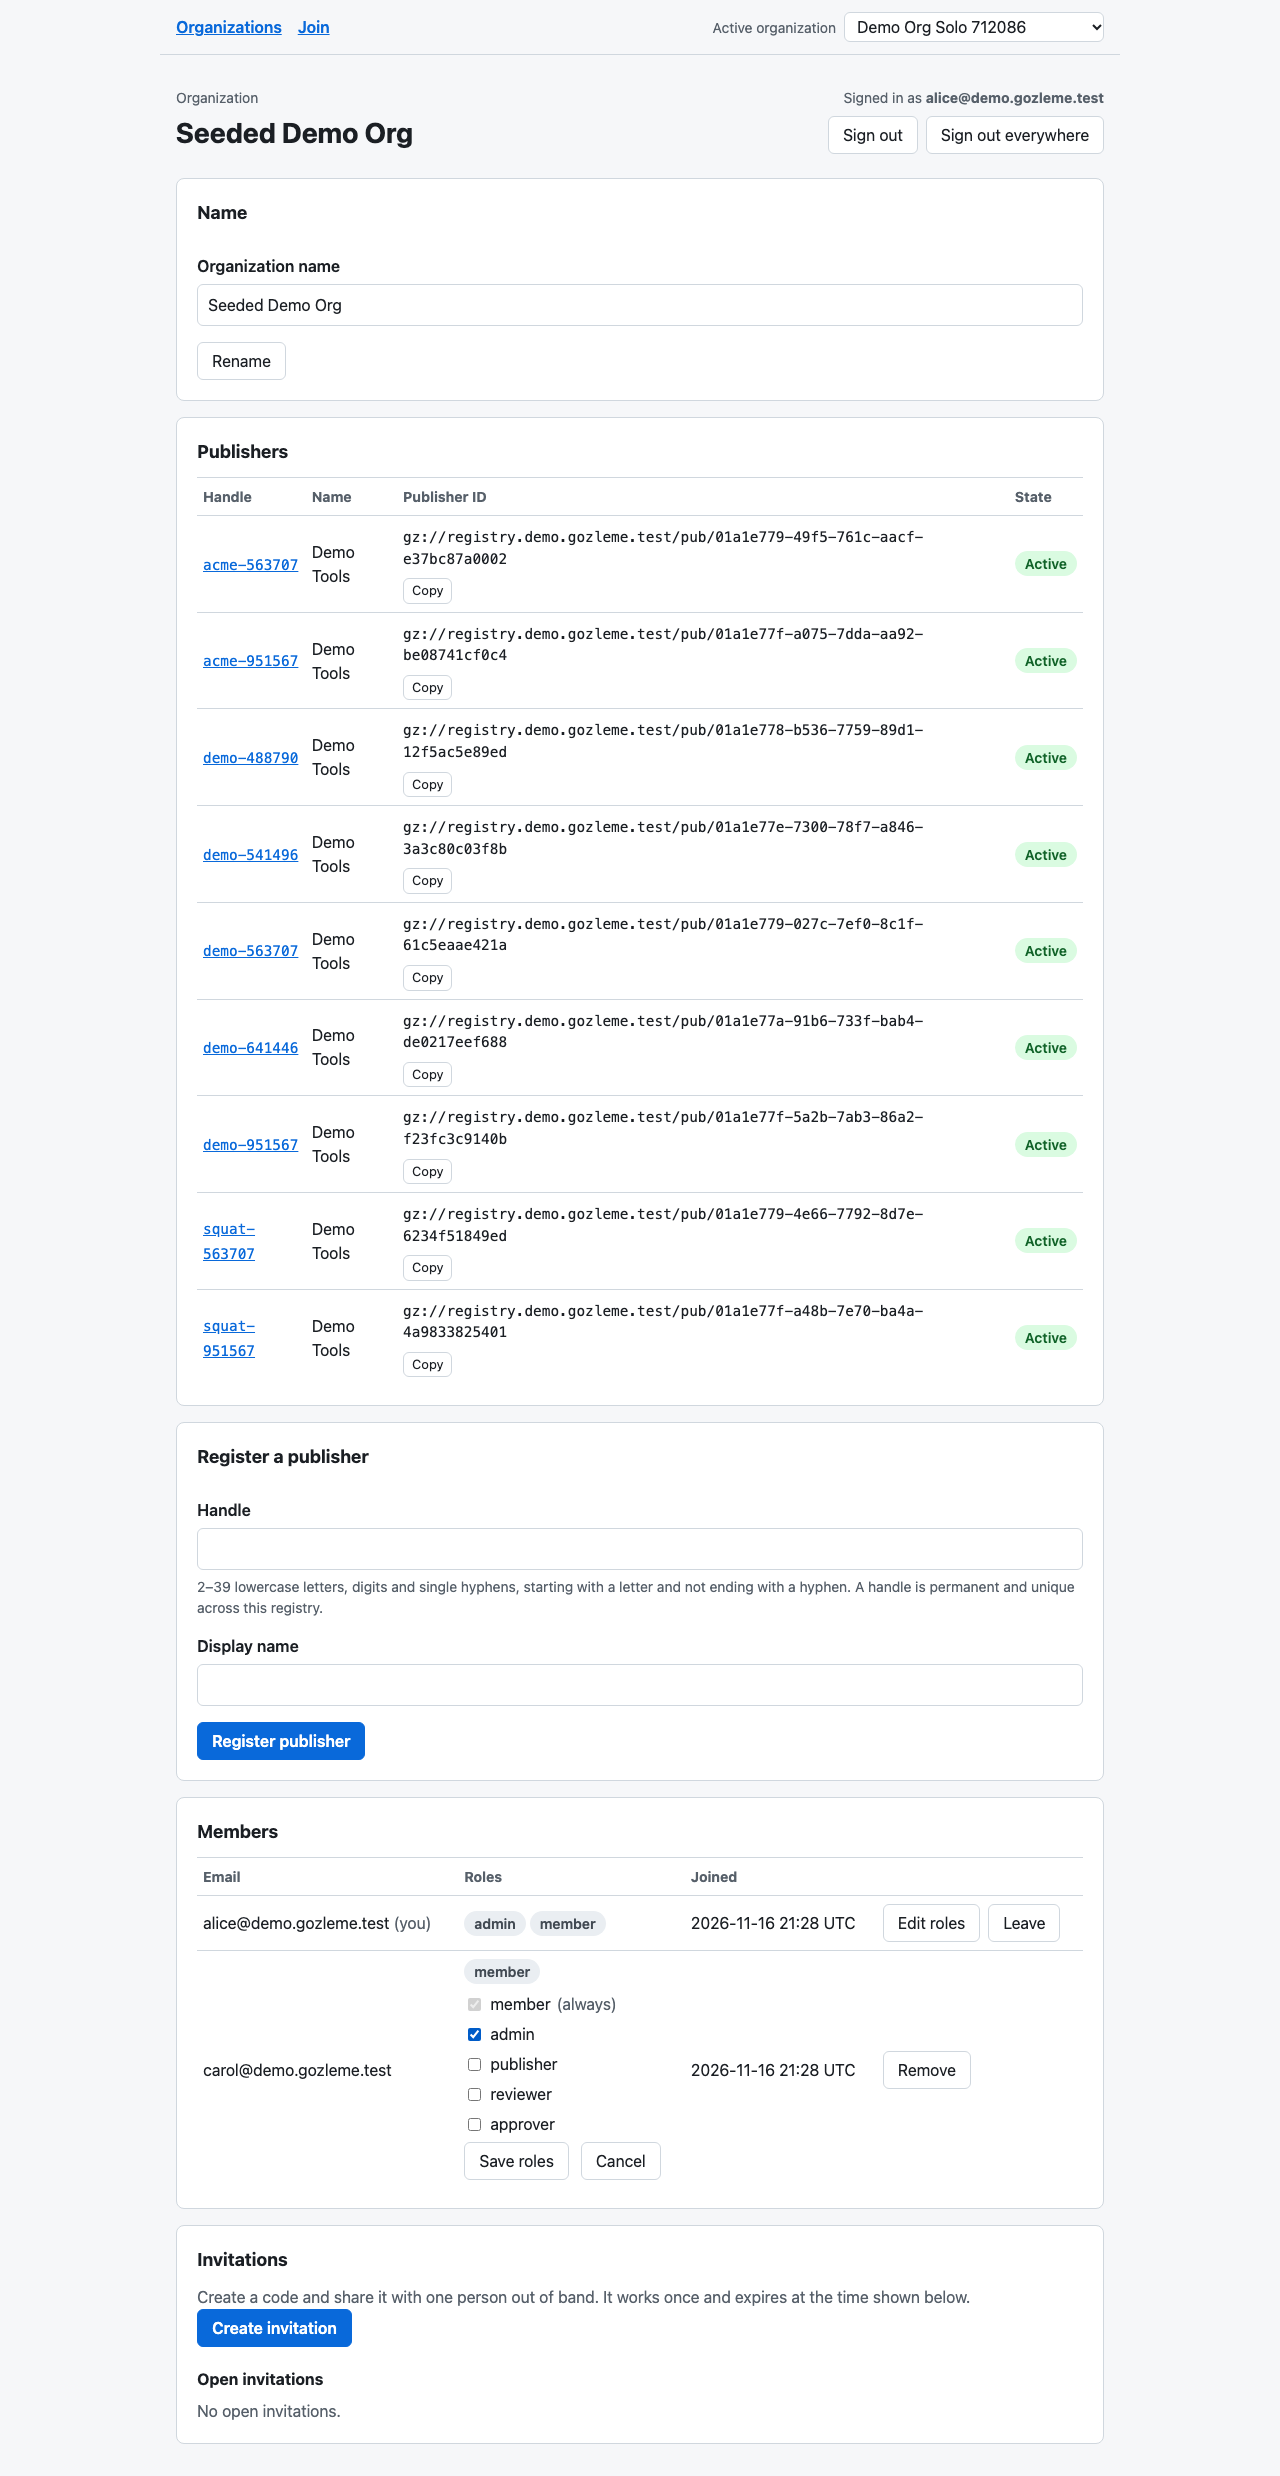 Organizations Join Active organization Demo Org Solo 712086
Organization Signed in as alice@demo.gozleme.test
Seeded Demo Org Sign out Sign out everywhere
Name
Organization name
Seeded Demo Org
Rename
Publishers
Handle Name Publisher ID State
acme-563707 Demo Tools gz://registry.demo.gozleme.test/pub/01a1e779-49f5-761c-aacf-
e37bc87a0002 Active
Copy
acme-951567 Demo Tools gz://registry.demo.gozleme.test/pub/01a1e77f-a075-7dda-aa92-
be08741cf0c4 Active
Copy
demo-488790 Demo Tools gz://registry.demo.gozleme.test/pub/01a1e778-b536-7759-89d1-
12f5ac5e89ed Active
Copy
demo-541496 Demo Tools gz://registry.demo.gozleme.test/pub/01a1e77e-7300-78f7-a846-
3a3c80c03f8b Active
Copy
demo-563707 Demo Tools gz://registry.demo.gozleme.test/pub/01a1e779-027c-7ef0-8c1f-
61c5eaae421a Active
Copy
demo-641446 Demo Tools gz://registry.demo.gozleme.test/pub/01a1e77a-91b6-733f-bab4-
de0217eef688 Active
Copy
demo-951567 Demo Tools gz://registry.demo.gozleme.test/pub/01a1e77f-5a2b-7ab3-86a2-
f23fc3c9140b Active
Copy
squat-563707 Demo Tools gz://registry.demo.gozleme.test/pub/01a1e779-4e66-7792-8d7e-
6234f51849ed Active
Copy
squat-951567 Demo Tools gz://registry.demo.gozleme.test/pub/01a1e77f-a48b-7e70-ba4a-
4a9833825401 Active
Copy
Register a publisher
Handle
2–39 lowercase letters, digits and single hyphens, starting with a letter and not ending with a hyphen. A handle is permanent and unique
across this registry.
Display name
Register publisher
Members
Email Roles Joined
alice@demo.gozleme.test (you) admin member 2026-11-16 21:28 UTC Edit roles Leave
member
member (always)
admin
carol@demo.gozleme.test publisher 2026-11-16 21:28 UTC Remove
reviewer
approver
Save roles Cancel
Invitations
Create a code and share it with one person out of band. It works once and expires at the time shown below.
Create invitation
Open invitations
No open invitations.